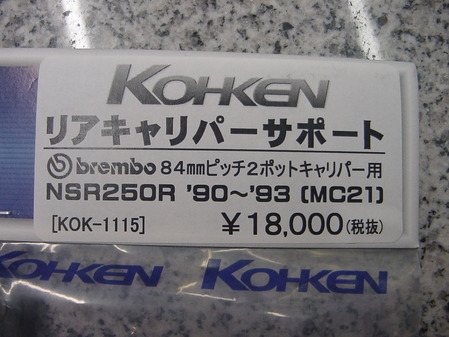 KOHKEN
リアキャリパーサポート
brembo 84mmピッチ2ポットキャリパー用
NSR250R '90～'93 (MC21)
[KOK-1115] ￥18,000(税抜)
KOHKEN KOHKEN